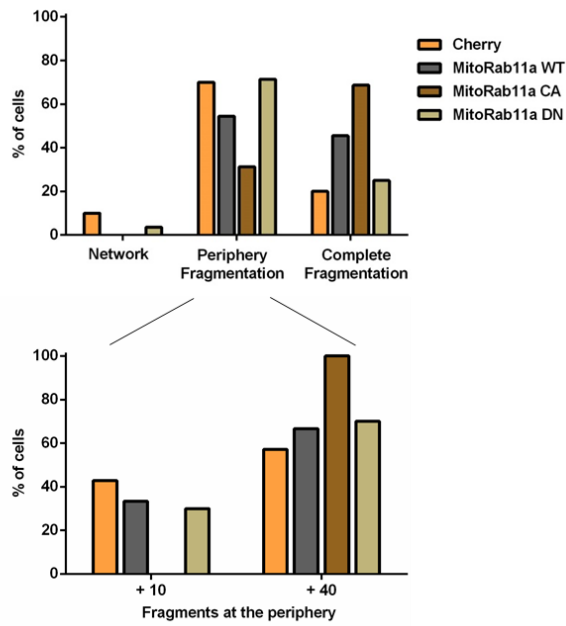 100
80
60
40
20
0
% of cells
Network
Periphery
Fragmentation
Complete
Fragmentation
Cherry
MitoRab11a WT
MitoRab11a CA
MitoRab11a DN
100
80
60
40
20
0
% of cells
+ 10
+ 40
Fragments at the periphery